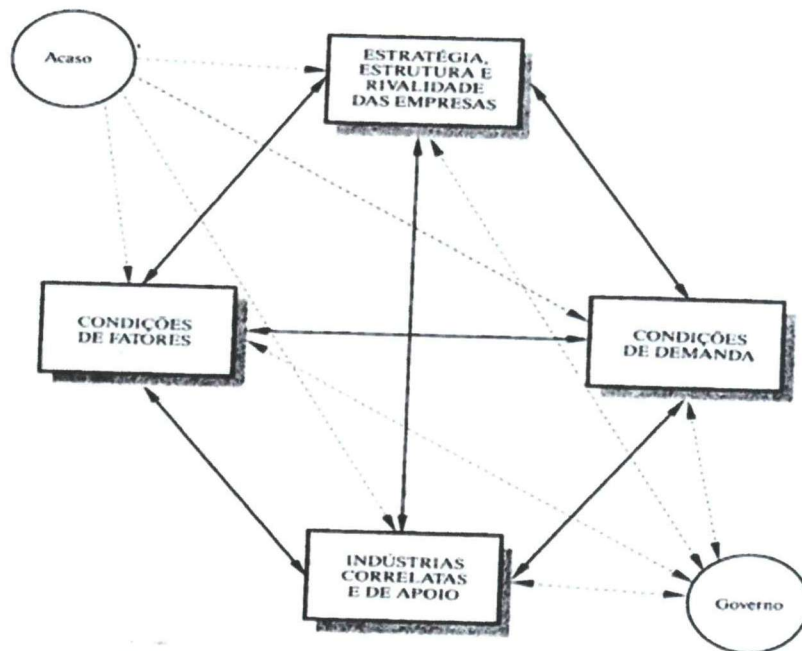 Acaso
ESTRATÉGIA,
ESTRUTURA E
RIVALIDADE
DAS EMPRESAS
CONDIÇÕES
DE FATORES
CONDIÇÕES
DE DEMANDA
INDÚSTRIAS
CORRELATAS
E DE APOIO
Governo